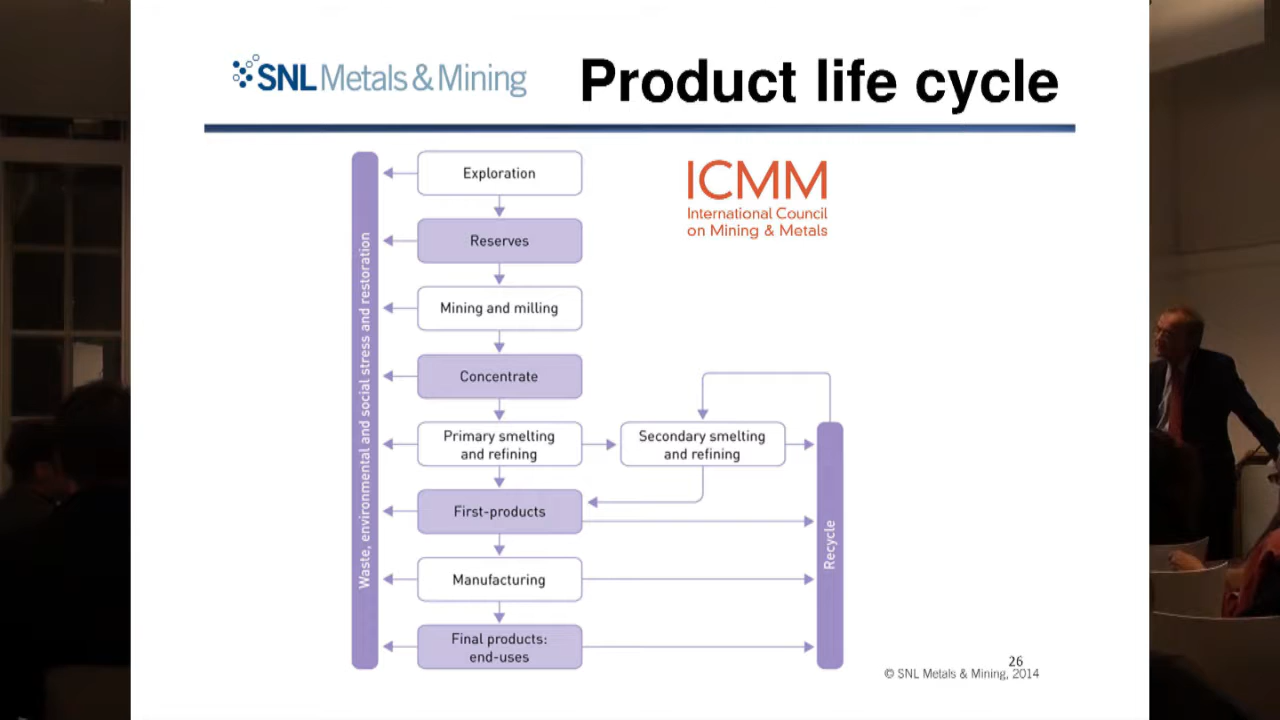 SNL Metals & Mining
Product life cycle
ICMM
International Council
on Mining & Metals
Waste, environmental and social stress and restoration
Exploration
Reserves
Mining and milling
Concentrate
Primary smelting
and refining
Secondary smelting
and refining
First-products
Manufacturing
Final products:
end-uses
Recycle
26
© SNL Metals & Mining, 2014